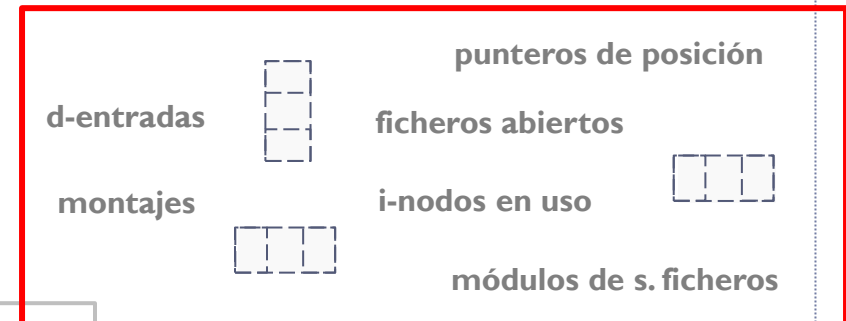 punteros de posición
d-entradas
ficheros abiertos
montajes
i-nodos en uso
módulos de s. ficheros